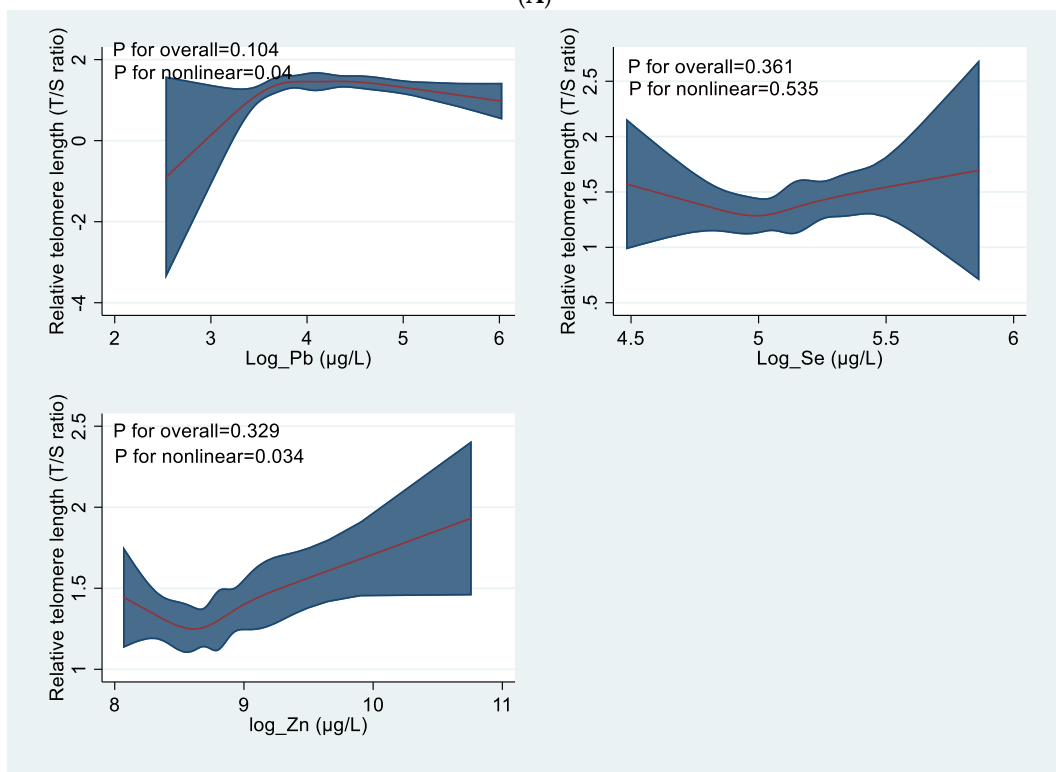 (A)
P for overall=0.104
P for nonlinear=0.04
Relative telomere length (T/S ratio)
2
0
-2
-4
2 3 4 5 6
Log_Pb (μg/L)
P for overall=0.361
P for nonlinear=0.535
Relative telomere length (T/S ratio)
2.5
2
1.5
1
.5
4.5 5 5.5 6
Log_Se (μg/L)
P for overall=0.329
P for nonlinear=0.034
Relative telomere length (T/S ratio)
2.5
2
1.5
1
8 9 10 11
log_Zn (μg/L)